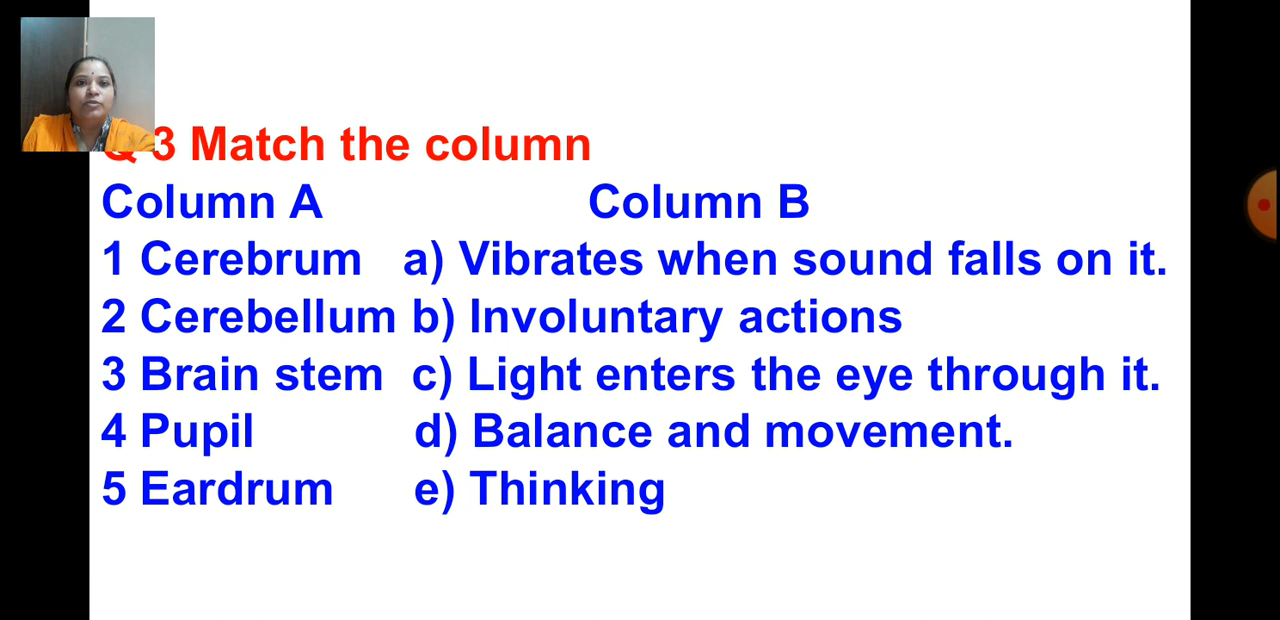 Q 3 Match the column
Column A Column B
1 Cerebrum a) Vibrates when sound falls on it.
2 Cerebellum b) Involuntary actions
3 Brain stem c) Light enters the eye through it.
4 Pupil d) Balance and movement.
5 Eardrum e) Thinking